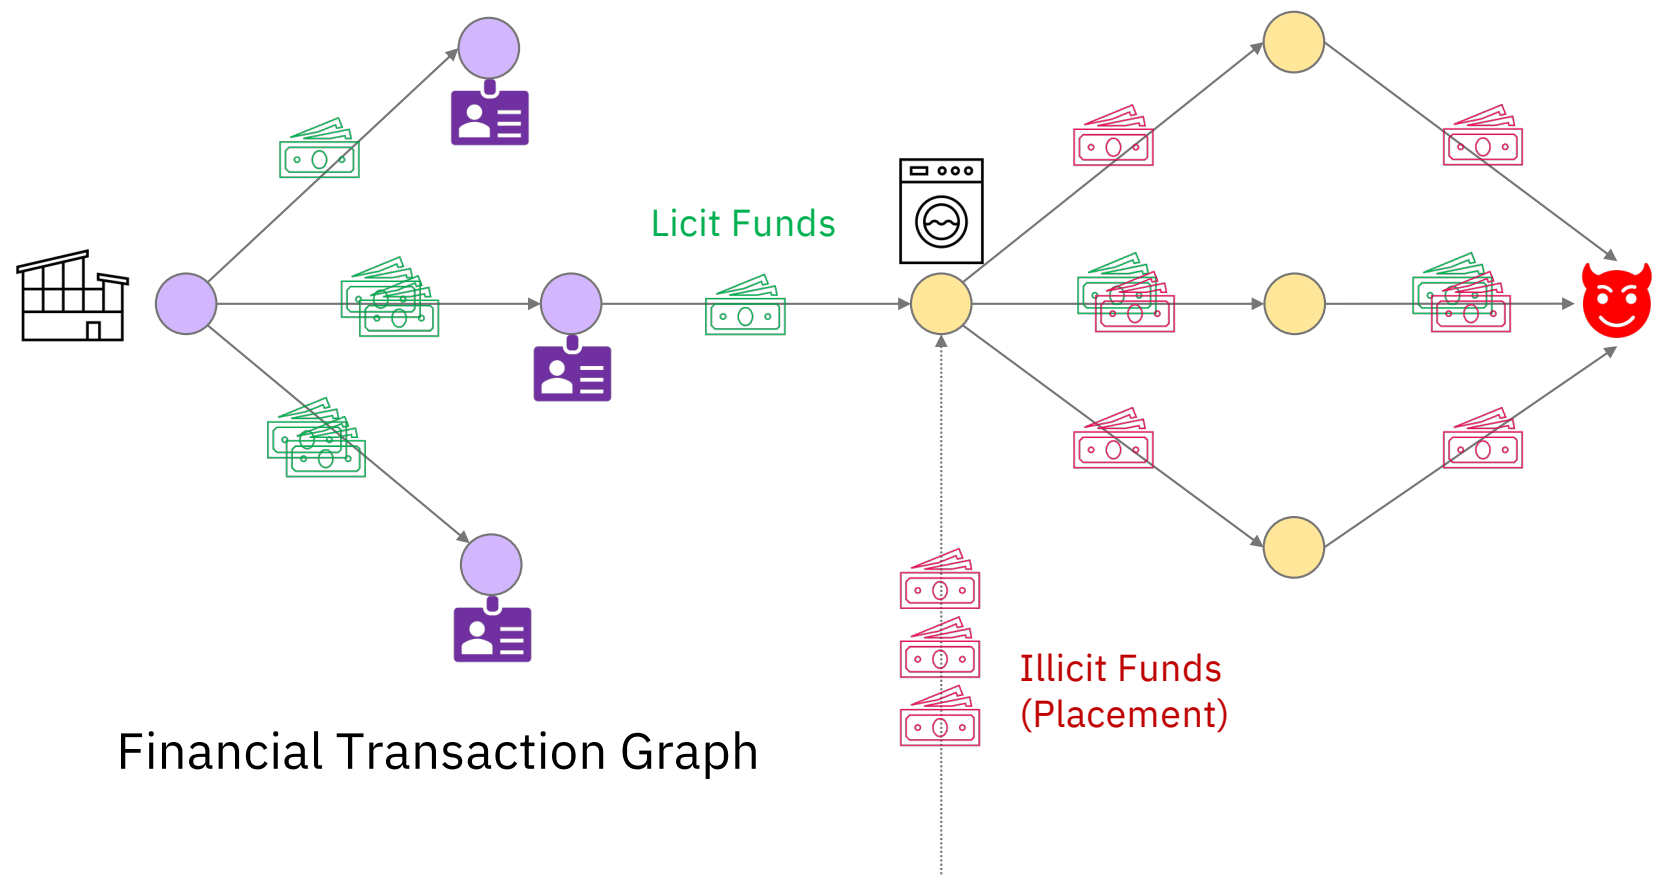 Licit Funds
Illicit Funds
(Placement)
Financial Transaction Graph